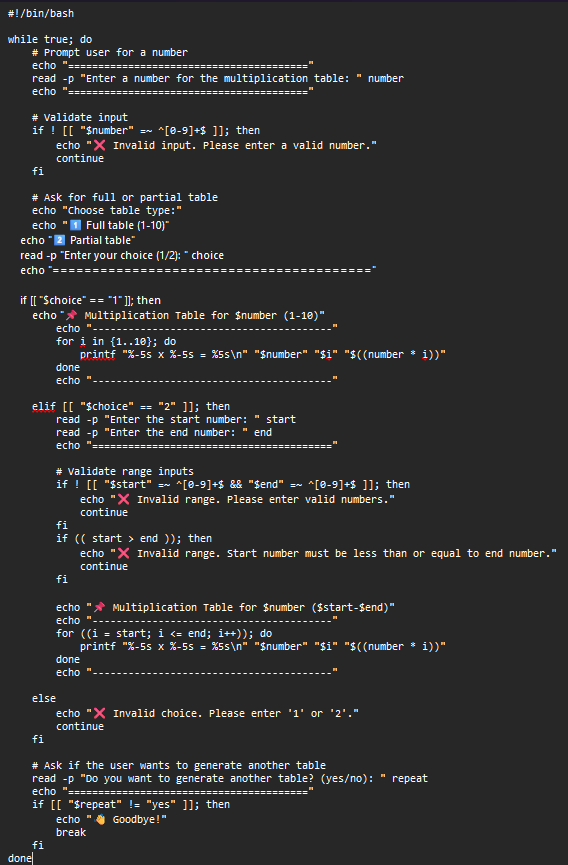 #!/bin/bash

while true; do
    # Prompt user for a number
    echo "========================================"
    read -p "Enter a number for the multiplication table: " number
    echo "========================================"

    # Validate input
    if ! [[ "$number" =~ ^[0-9]+$ ]]; then
        echo "❌ Invalid input. Please enter a valid number."
        continue
    fi

    # Ask for full or partial table
    echo "Choose table type:"
    echo "1️⃣ Full table (1-10)"
  echo "2️⃣ Partial table"
  read -p "Enter your choice (1/2): " choice
  echo "========================================"

  if [[ "$choice" == "1" ]]; then
    echo "📌 Multiplication Table for $number (1-10)"
        echo "----------------------------------------"
        for i in {1..10}; do
            printf "%-5s x %-5s = %5s\n" "$number" "$i" "$((number * i))"
        done
        echo "----------------------------------------"

    elif [[ "$choice" == "2" ]]; then
        read -p "Enter the start number: " start
        read -p "Enter the end number: " end
        echo "========================================"

        # Validate range inputs
        if ! [[ "$start" =~ ^[0-9]+$ && "$end" =~ ^[0-9]+$ ]]; then
            echo "❌ Invalid range. Please enter valid numbers."
            continue
        fi
        if (( start > end )); then
            echo "❌ Invalid range. Start number must be less than or equal to end number."
            continue
        fi

        echo "📌 Multiplication Table for $number ($start-$end)"
        echo "----------------------------------------"
        for ((i = start; i <= end; i++)); do
            printf "%-5s x %-5s = %5s\n" "$number" "$i" "$((number * i))"
        done
        echo "----------------------------------------"

    else
        echo "❌ Invalid choice. Please enter '1' or '2'."
        continue
    fi

    # Ask if the user wants to generate another table
    read -p "Do you want to generate another table? (yes/no): " repeat
    echo "========================================"
    if [[ "$repeat" != "yes" ]]; then
        echo "👋 Goodbye!"
        break
    fi
done